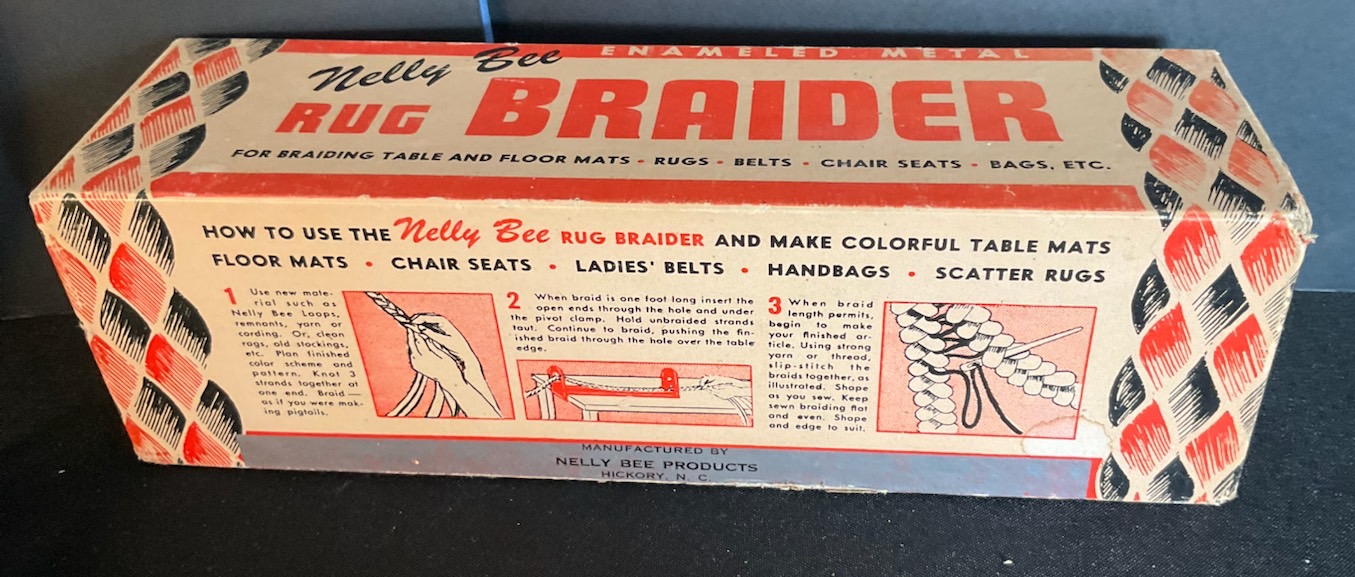 ENAMELED METAL
Nelly Bee
RUG BRAIDER
FOR BRAIDING TABLE AND FLOOR MATS • RUGS • BELTS • CHAIR SEATS • BAGS, ETC.
HOW TO USE THE Nelly Bee RUG BRAIDER AND MAKE COLORFUL TABLE MATS
FLOOR MATS • CHAIR SEATS • LADIES' BELTS • HANDBAGS • SCATTER RUGS
1 Use new mate-
rial such as
Nelly Bee Loops,
remnants, yarn or
cording. Or, clean
rags, old stockings,
etc. Plan finished
color scheme and
pattern. Knot 3
strands together at
one end. Braid—
as if you were mak-
ing pigtails.
2 When braid is one foot long insert the
open ends through the hole and under
the pivot clamp. Hold unbraided strands
taut. Continue to braid, pushing the fin-
ished braid through the hole over the table
edge.
3 When braid
length permits,
begin to make
your finished ar-
ticle. Using strong
yarn or thread,
slip-stitch the
braids together, as
illustrated. Shape
as you sew. Keep
sewn braiding flat
and even. Shape
and edge to suit.
MANUFACTURED BY
NELLY BEE PRODUCTS
HICKORY, N. C.